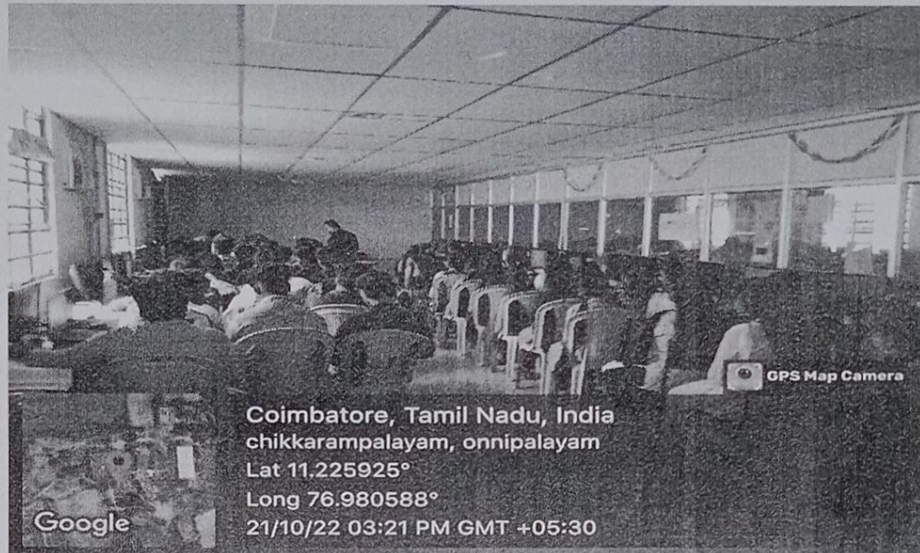 GPS Map Camera
Coimbatore, Tamil Nadu, India
chikkarampalayam, onnipalayam
Lat 11.225925°
Long 76.980588°
21/10/22 03:21 PM GMT +05:30
Google